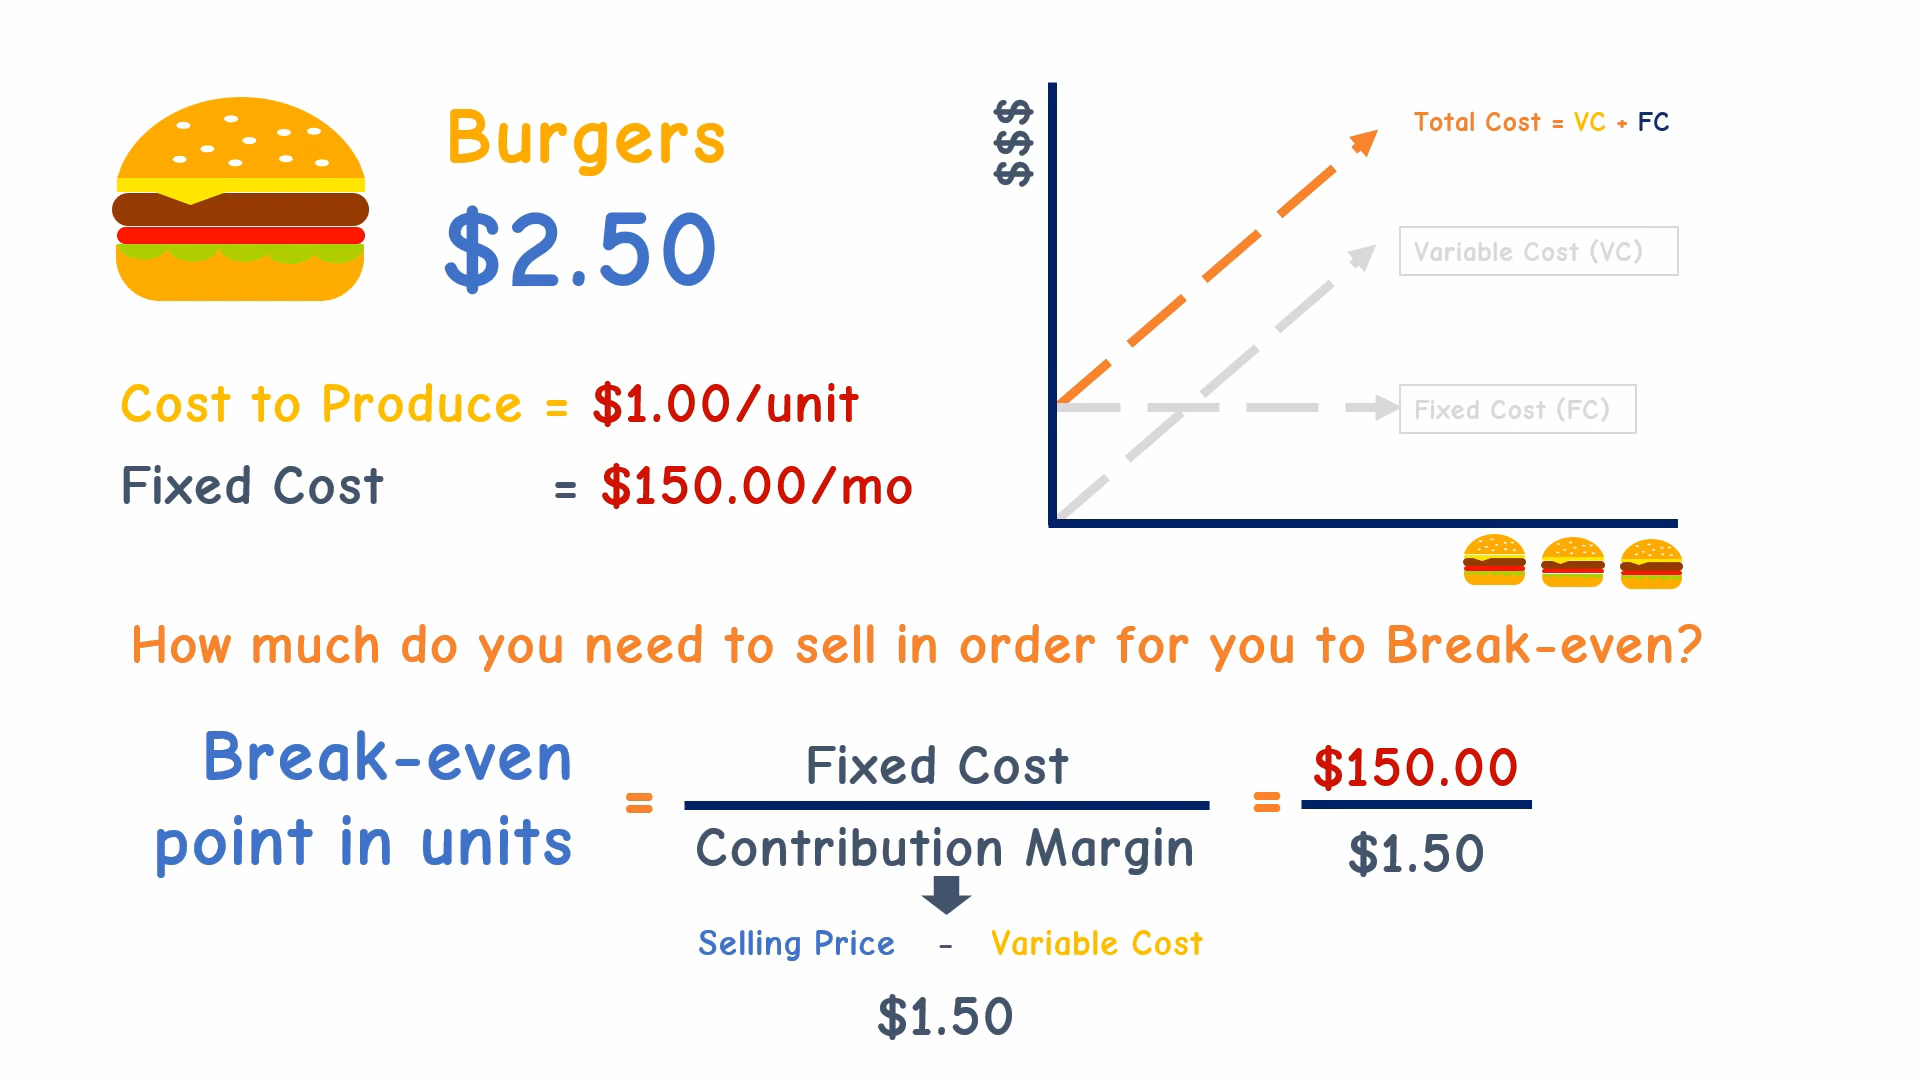 Burgers
$2.50
$$$
Total Cost = VC + FC
Variable Cost (VC)
Fixed Cost (FC)
Cost to Produce = $1.00/unit
Fixed Cost = $150.00/mo
How much do you need to sell in order for you to Break-even?
Break-even
point in units
=
Fixed Cost
Contribution Margin
=
$150.00
$1.50
Selling Price - Variable Cost
$1.50